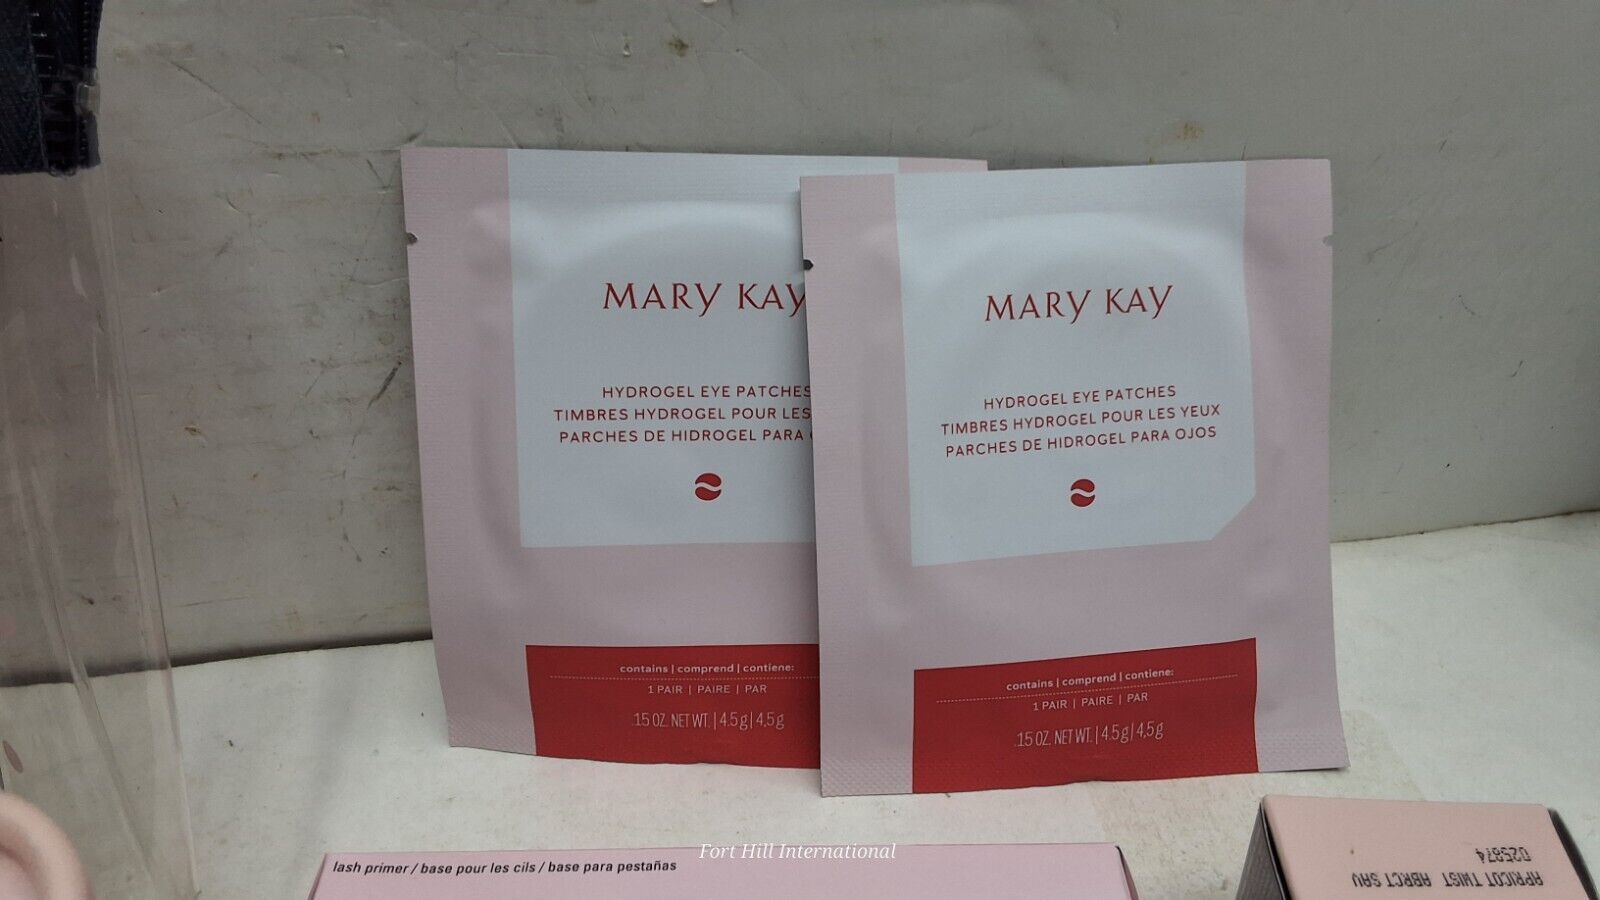 MARY KAY
HYDROGEL EYE PATCHES
TIMBRES HYDROGEL POUR LES
PARCHES DE HIDROGEL PARA
contains | comprend | contiene:
1 PAIR | PAIRE | PAR
.15 OZ. NET WT. | 4.5 g | 4,5 g
MARY KAY
HYDROGEL EYE PATCHES
TIMBRES HYDROGEL POUR LES YEUX
PARCHES DE HIDROGEL PARA OJOS
contains | comprend | contiene:
1 PAIR | PAIRE | PAR
.15 OZ. NET WT. | 4.5 g | 4,5 g
lash primer / base pour les cils / base para pestañas
Fort Hill International
APRICOT TWIST ABRCT SAV
025874